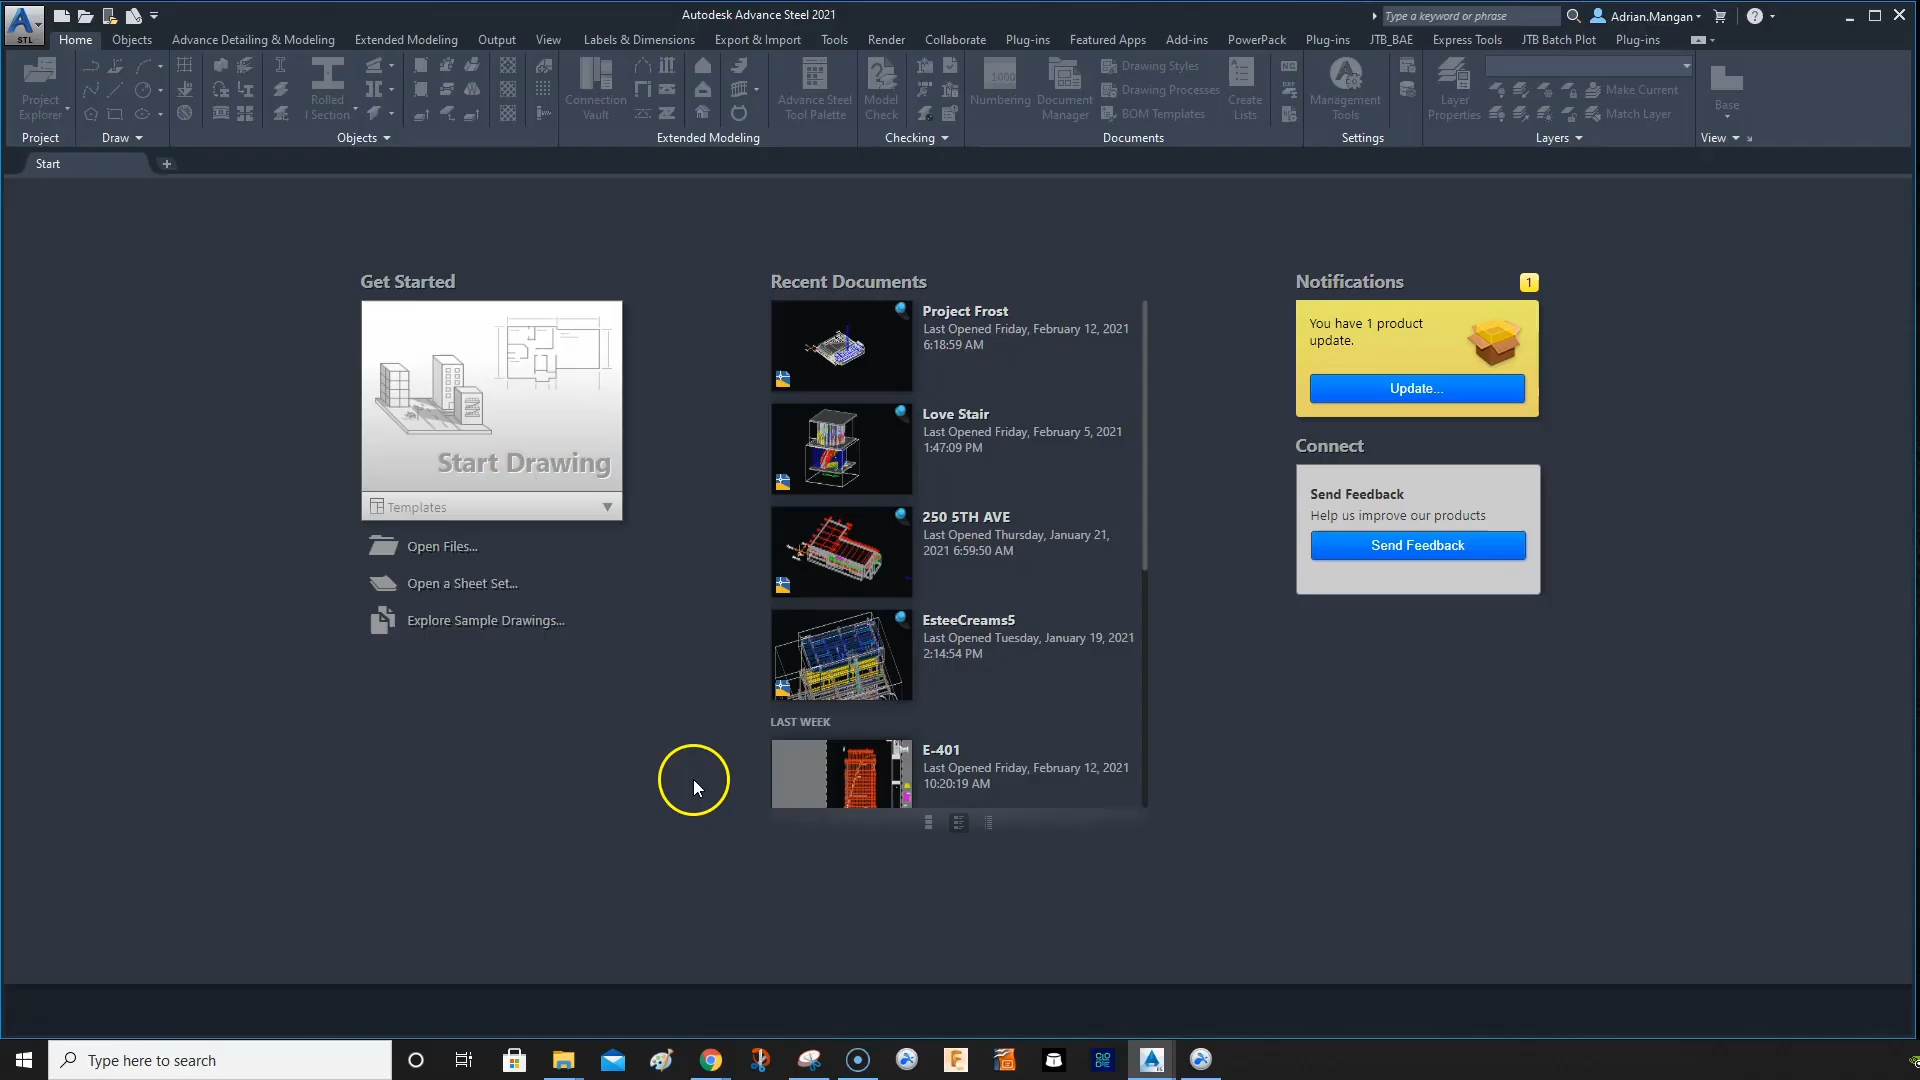 Autodesk Advance Steel 2021
Type a keyword or phrase
Adrian.Mangan
STL
Home Objects Advance Detailing & Modeling Extended Modeling Output View Labels & Dimensions Export & Import Tools Render Collaborate Plug-ins Featured Apps Add-ins PowerPack Plug-ins JTB_BAE Express Tools JTB Batch Plot Plug-ins
Project Explorer
Rolled I Section
Connection Vault
Advance Steel Tool Palette
Model Check
1000
Numbering
Document Manager
Drawing Styles
Drawing Processes
BOM Templates
Create Lists
Management Tools
Layer Properties
Make Current
Match Layer
Base
Project Draw Objects Extended Modeling Checking Documents Settings Layers View
Start
Get Started
Start Drawing
Templates
Open Files...
Open a Sheet Set...
Explore Sample Drawings...
Recent Documents
Project Frost
Last Opened Friday, February 12, 2021
6:18:59 AM
Love Stair
Last Opened Friday, February 5, 2021
1:47:09 PM
250 5TH AVE
Last Opened Thursday, January 21,
2021 6:59:50 AM
EsteeCreams5
Last Opened Tuesday, January 19, 2021
2:14:54 PM
LAST WEEK
E-401
Last Opened Friday, February 12, 2021
10:20:19 AM
Notifications
1
You have 1 product
update.
Update...
Connect
Send Feedback
Help us improve our products
Send Feedback
Type here to search